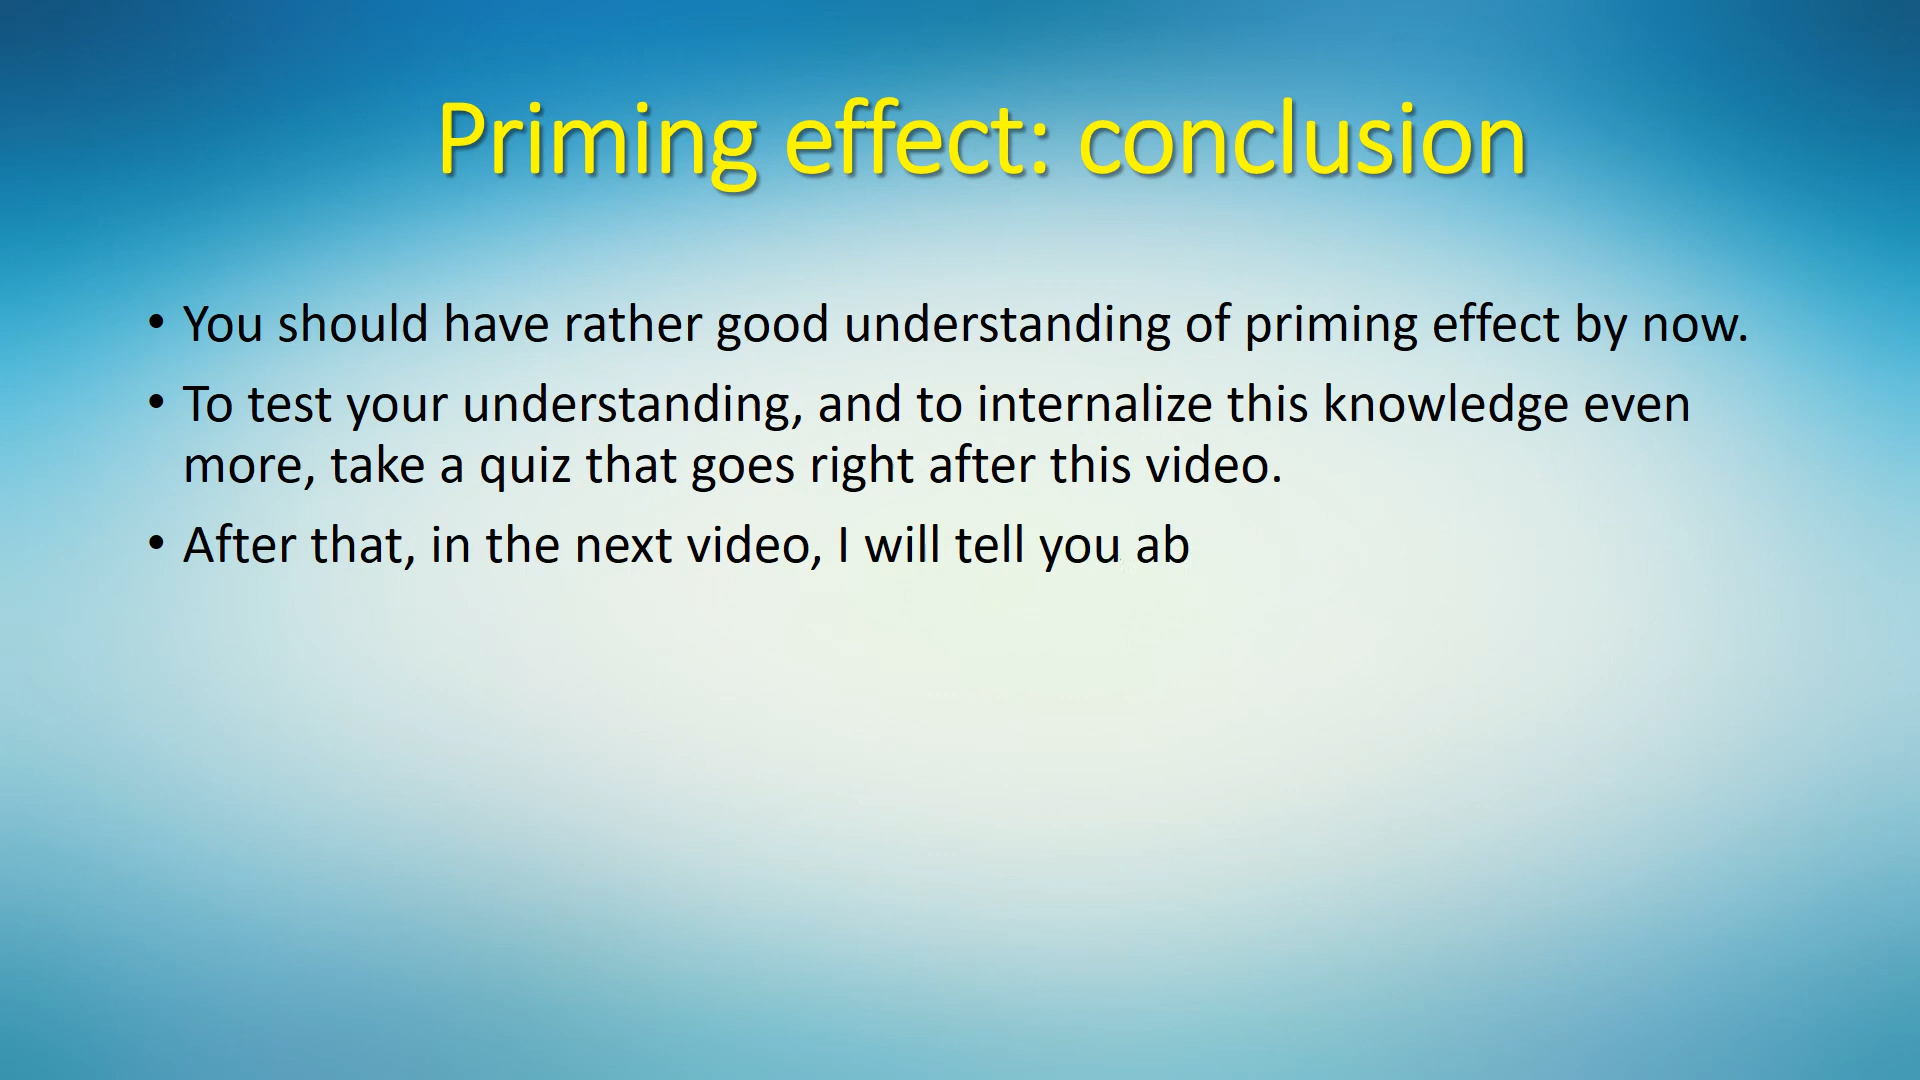 Priming effect: conclusion
• You should have rather good understanding of priming effect by now.
• To test your understanding, and to internalize this knowledge even
more, take a quiz that goes right after this video.
• After that, in the next video, I will tell you ab